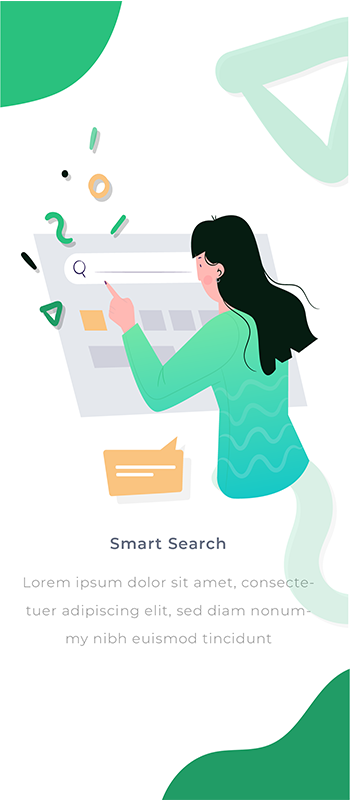 Smart Search
Lorem ipsum dolor sit amet, consecte-
tuer adipiscing elit, sed diam nonum-
my nibh euismod tincidunt